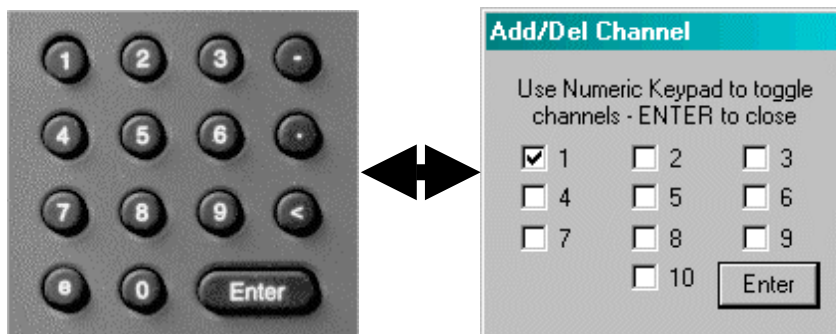 1 2 3 -
4 5 6 .
7 8 9 <
e 0 Enter
Add/Del Channel
Use Numeric Keypad to toggle
channels - ENTER to close
1 2 3
4 5 6
7 8 9
10 Enter